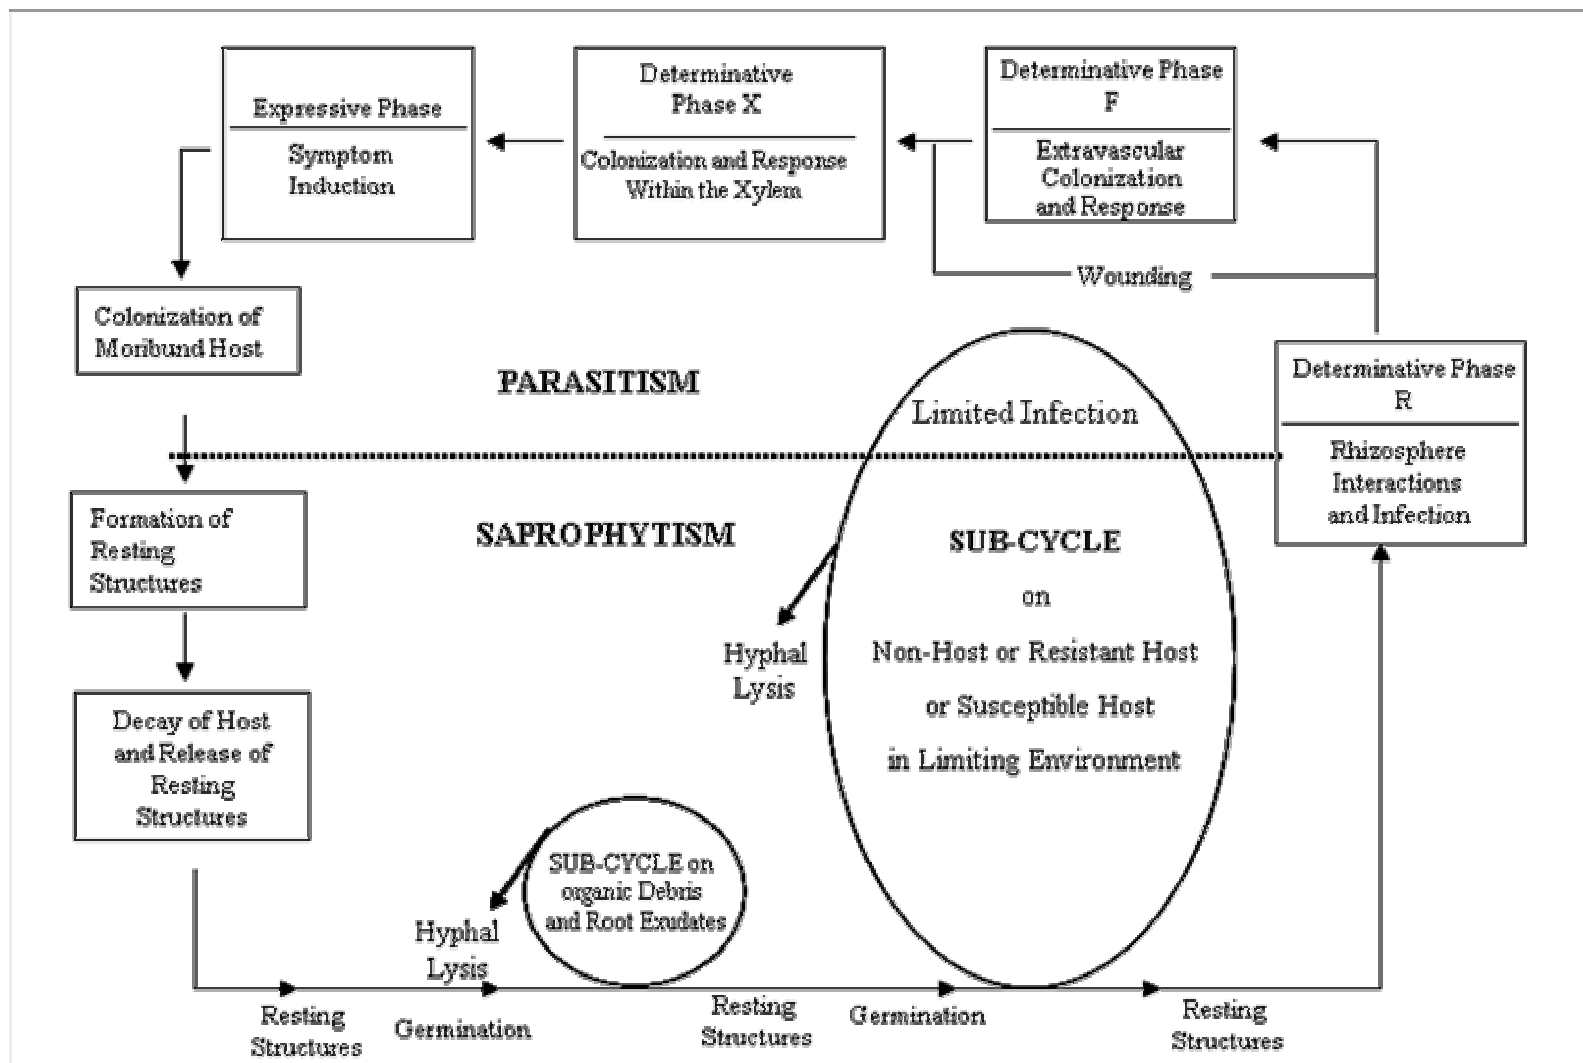 Expressive Phase
Symptom
Induction
Determinative
Phase X
Colonization and Response
Within the Xylem
Determinative Phase
F
Extravascular
Colonization
and Response
Wounding
Colonization of
Moribund Host
PARASITISM
Limited Infection
Determinative Phase
R
Rhizosphere
Interactions
and Infection
Formation of
Resting
Structures
SAPROPHYTISM
SUB-CYCLE
on
Non-Host or Resistant Host
or Susceptible Host
in Limiting Environment
Hyphal
Lysis
Decay of Host
and Release of
Resting
Structures
SUB-CYCLE on
organic Debris
and Root Exudates
Hyphal
Lysis
Resting
Structures
Germination
Resting
Structures
Germination
Resting
Structures